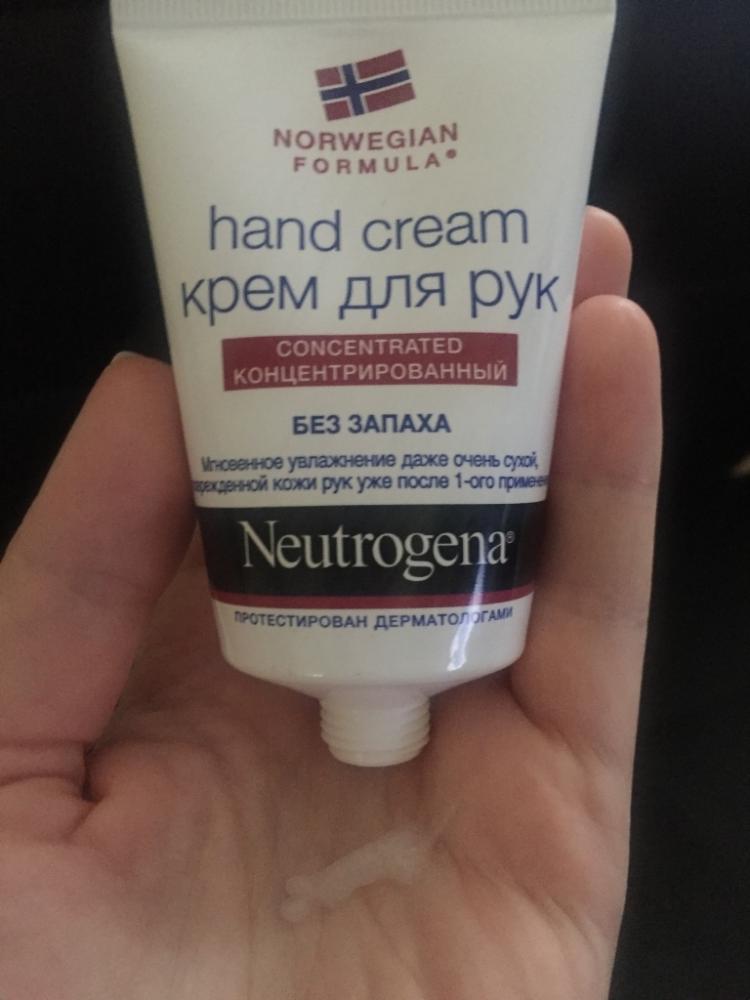 NORWEGIAN
FORMULA®
hand cream
крем для рук
CONCENTRATED
КОНЦЕНТРИРОВАННЫЙ
БЕЗ ЗАПАХА
Мгновенное увлажнение даже очень сухой,
кожи рук уже после 1-ого
Neutrogena®
ПРОТЕСТИРОВАН ДЕРМАТОЛОГАМИ